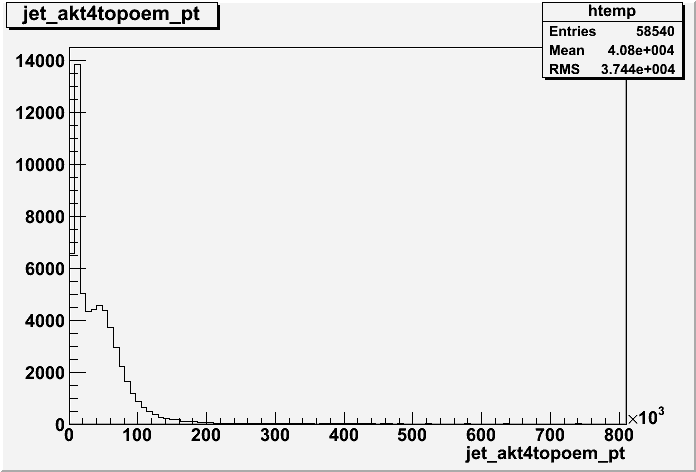 jet_akt4topoem_pt
htemp
Entries 58540
Mean 4.08e+004
RMS 3.744e+004
14000
12000
10000
8000
6000
4000
2000
0
0 100 200 300 400 500 600 700 800
×10³
jet_akt4topoem_pt